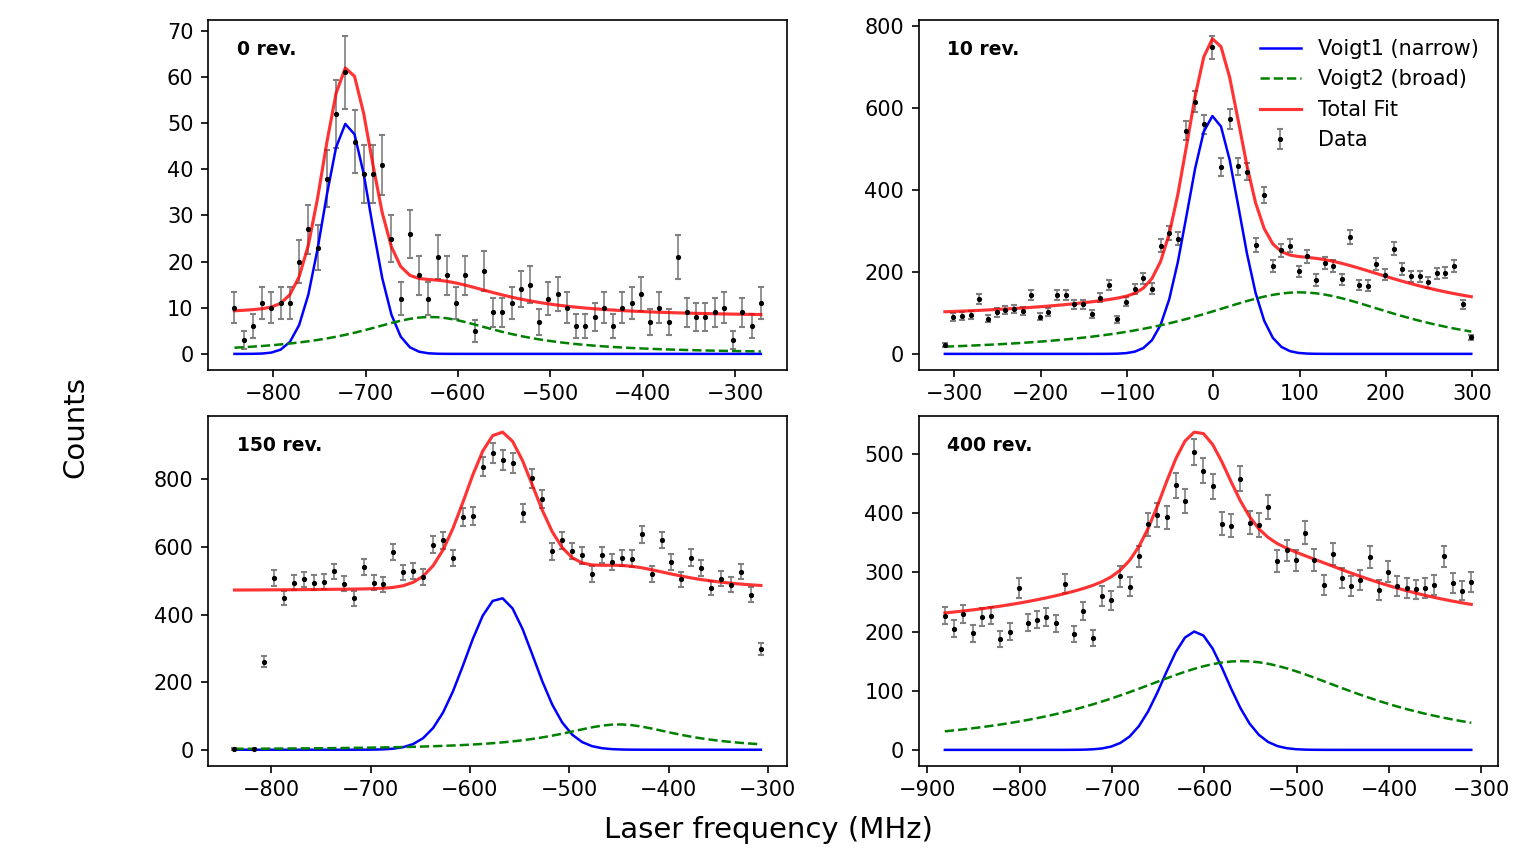 0 rev.
70
60
50
40
30
20
10
0
−800 −700 −600 −500 −400 −300
10 rev.
Voigt1 (narrow)
Voigt2 (broad)
Total Fit
Data
800
600
400
200
0
−300 −200 −100 0 100 200 300
150 rev.
800
600
400
200
0
−800 −700 −600 −500 −400 −300
400 rev.
500
400
300
200
100
0
−900 −800 −700 −600 −500 −400 −300
Counts
Laser frequency (MHz)